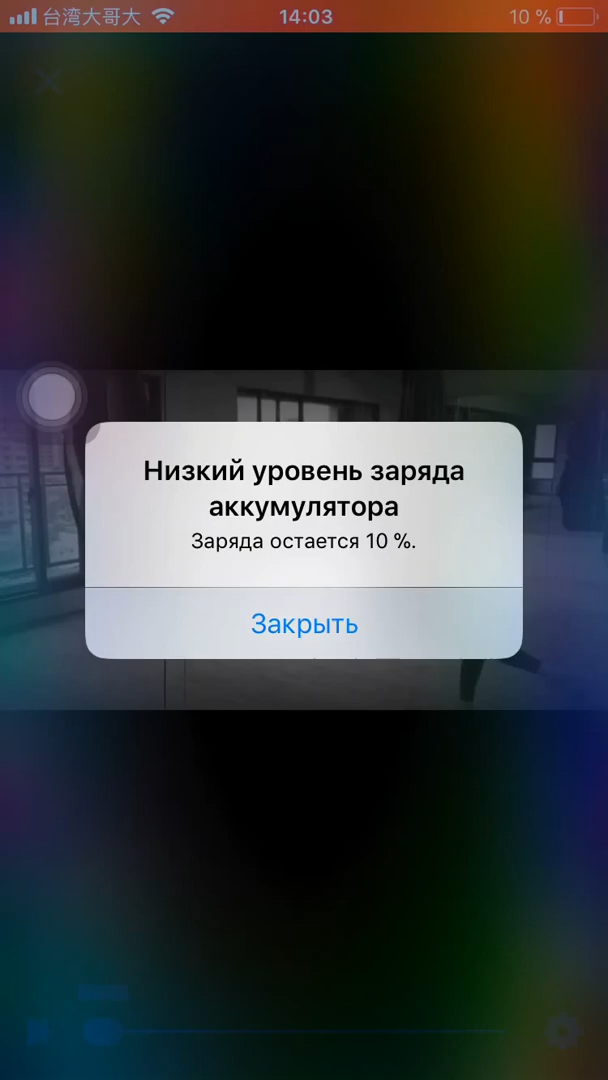 台湾大哥大 14:03 10 %
Низкий уровень заряда
аккумулятора
Заряда остается 10 %.
Закрыть